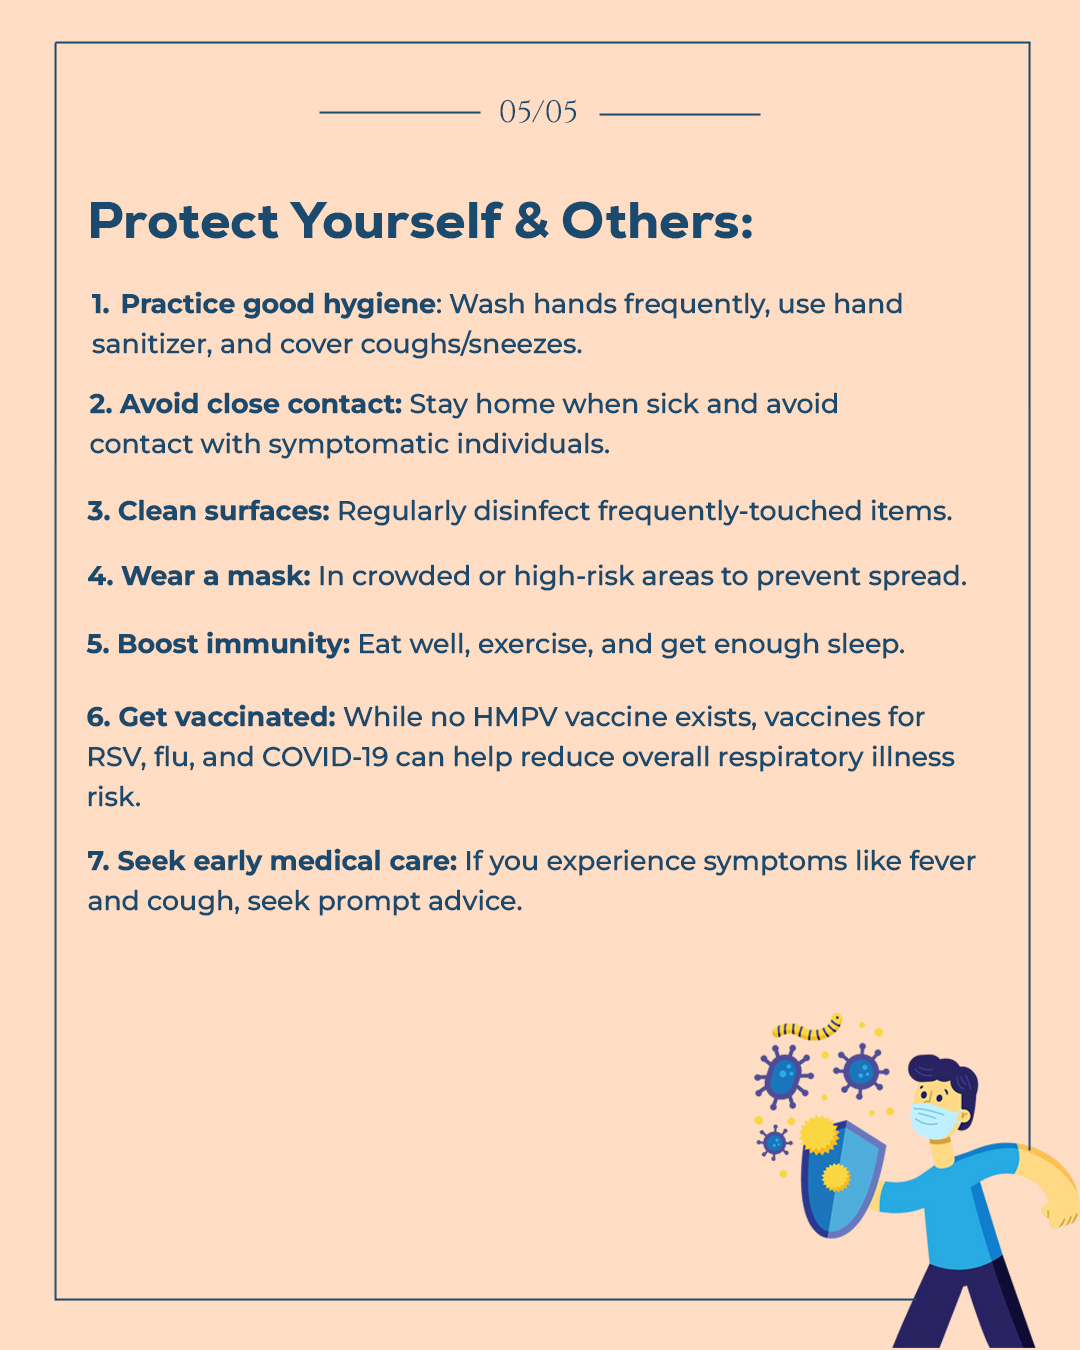 05/05
Protect Yourself & Others:
1. Practice good hygiene: Wash hands frequently, use hand
sanitizer, and cover coughs/sneezes.
2. Avoid close contact: Stay home when sick and avoid
contact with symptomatic individuals.
3. Clean surfaces: Regularly disinfect frequently-touched items.
4. Wear a mask: In crowded or high-risk areas to prevent spread.
5. Boost immunity: Eat well, exercise, and get enough sleep.
6. Get vaccinated: While no HMPV vaccine exists, vaccines for
RSV, flu, and COVID-19 can help reduce overall respiratory illness
risk.
7. Seek early medical care: If you experience symptoms like fever
and cough, seek prompt advice.